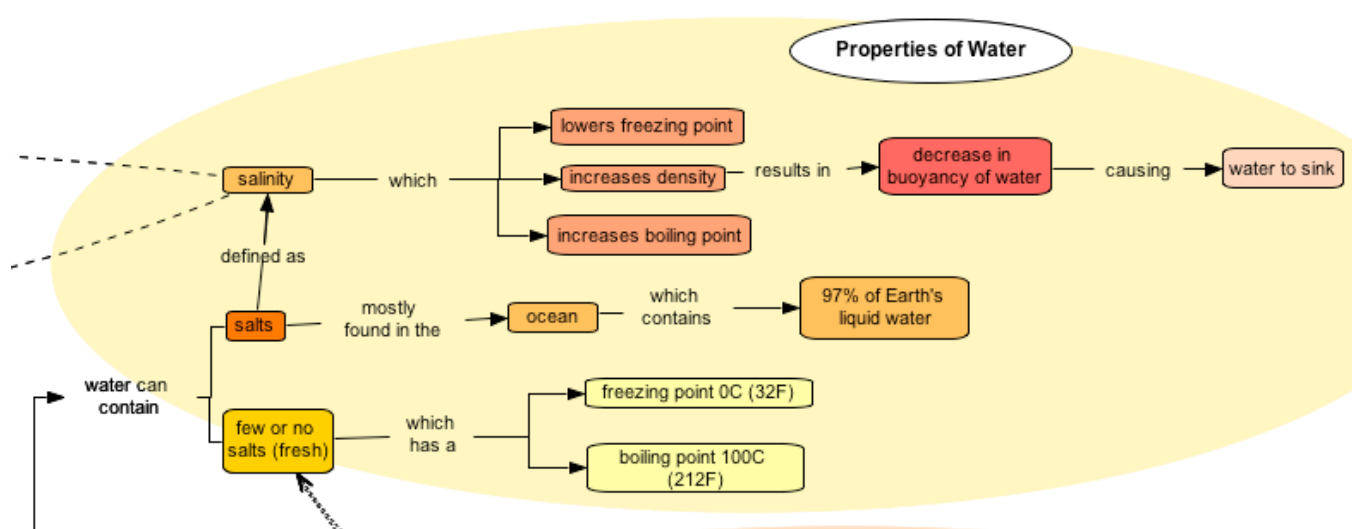 Properties of Water
lowers freezing point
salinity
which
increases density
results in
decrease in
buoyancy of water
causing
water to sink
increases boiling point
defined as
salts
mostly
found in the
ocean
which
contains
97% of Earth's
liquid water
water can
contain
few or no
salts (fresh)
which
has a
freezing point 0C (32F)
boiling point 100C
(212F)